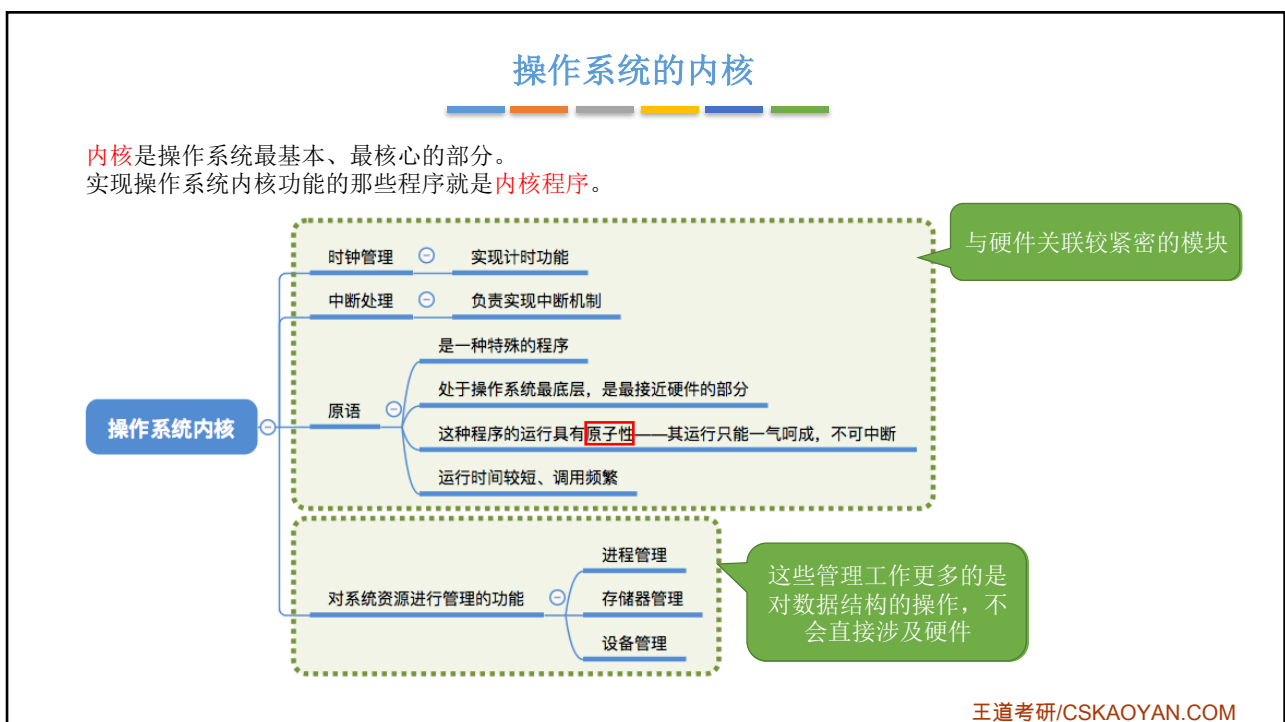 操作系统的内核
内核是操作系统最基本、最核心的部分。
实现操作系统内核功能的那些程序就是内核程序。
与硬件关联较紧密的模块
时钟管理
实现计时功能
中断处理
负责实现中断机制
是一种特殊的程序
处于操作系统最底层，是最接近硬件的部分
原语
这种程序的运行具有原子性——其运行只能一气呵成，不可中断
运行时间较短、调用频繁
操作系统内核
对系统资源进行管理的功能
进程管理
存储器管理
设备管理
这些管理工作更多的是
对数据结构的操作，不
会直接涉及硬件
王道考研/CSKAOYAN.COM